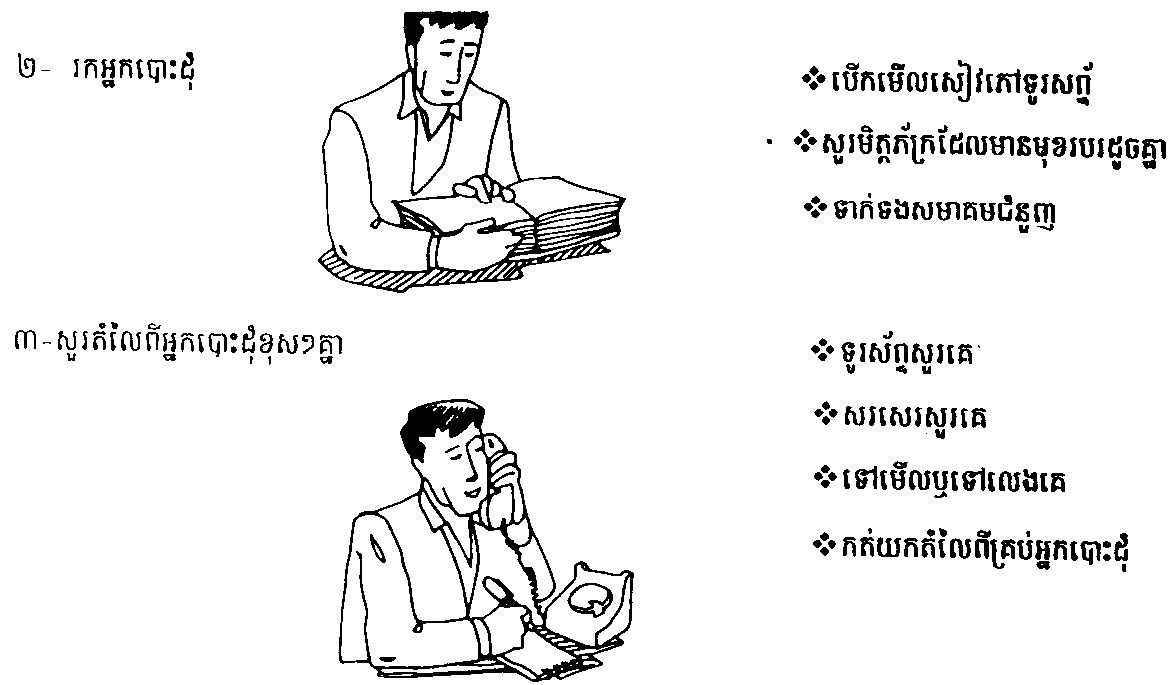 ២- រកអ្នកបោះដុំ
❖ បើកមើលសៀវភៅទូរសព្ទ័
❖ សួរមិត្តភ័ក្រដែលមានមុខរបរដូចគ្នា
❖ ទាក់ទងសមាគមជំនួញ
៣-សួរតំលៃពីអ្នកបោះដុំខុសៗគ្នា
❖ ទូរស័ព្ទសួរគេ
❖ សរសេរសួរគេ
❖ ទៅមើលឬទៅលេងគេ
❖ កត់យកតំលៃពីគ្រប់អ្នកបោះដុំ